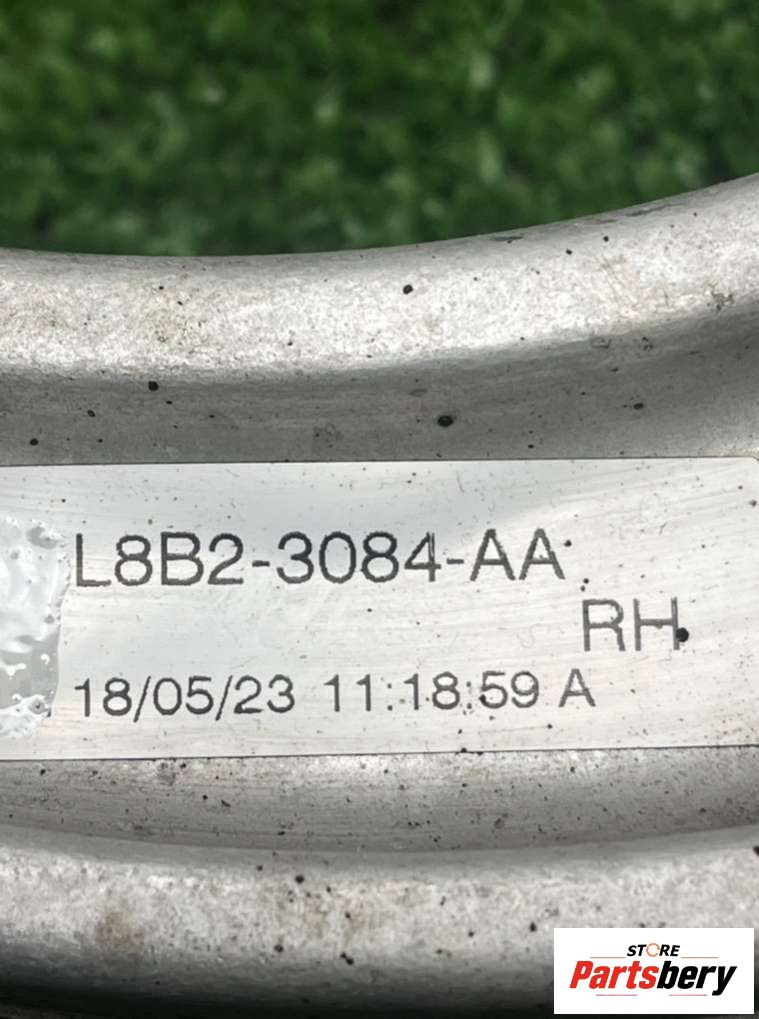 L8B2-3084-AA
RH
18/05/23 11:18:59 A
STORE
Partsbery